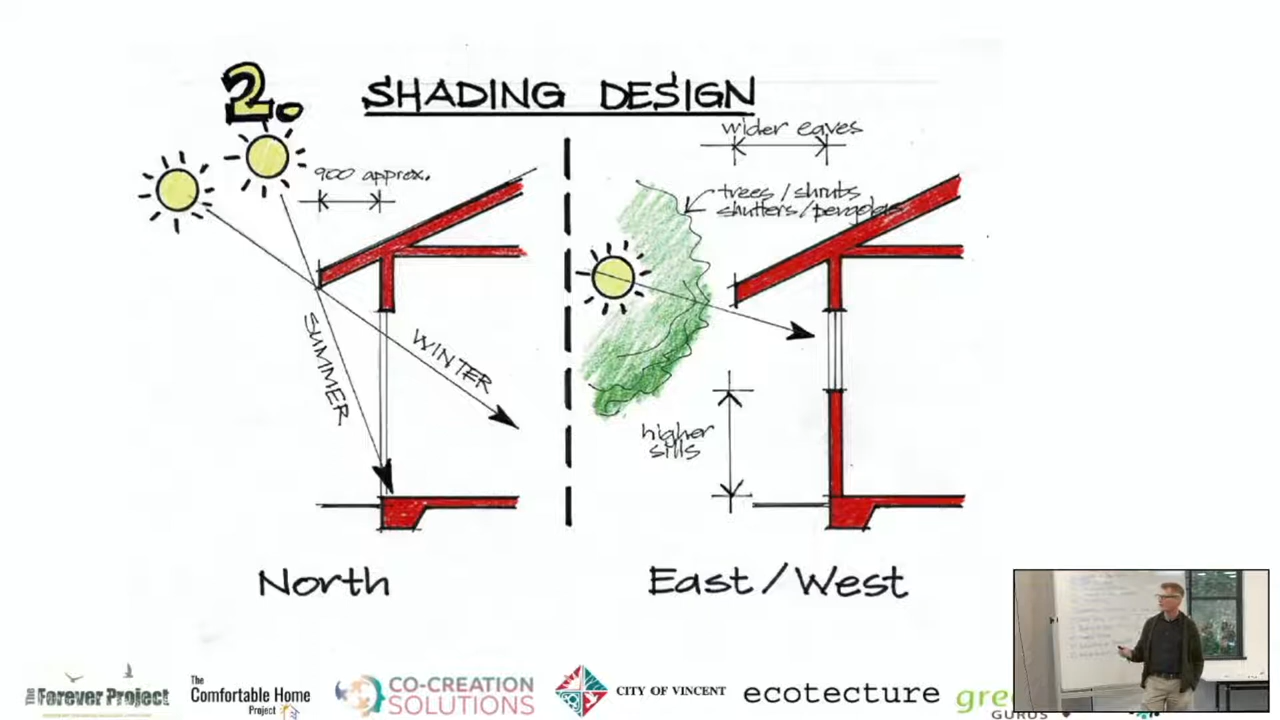 2. SHADING DESIGN
900 approx.
SUMMER
WINTER
North
wider eaves
trees/shrubs
shutters/pergolas
higher
sills
East/West
The Forever Project
The
Comfortable Home
Project
CO-CREATION
SOLUTIONS
CITY OF VINCENT
ecotecture
gre
GURUS